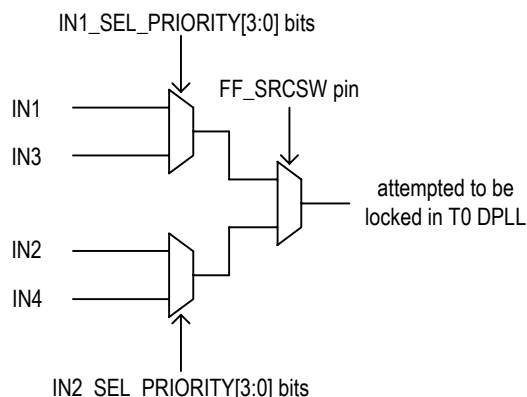 IN1_SEL_PRIORITY[3:0] bits
FF_SRCSW pin
IN1
IN3
attempted to be
locked in T0 DPLL
IN2
IN4
IN2_SEL_PRIORITY[3:0] bits